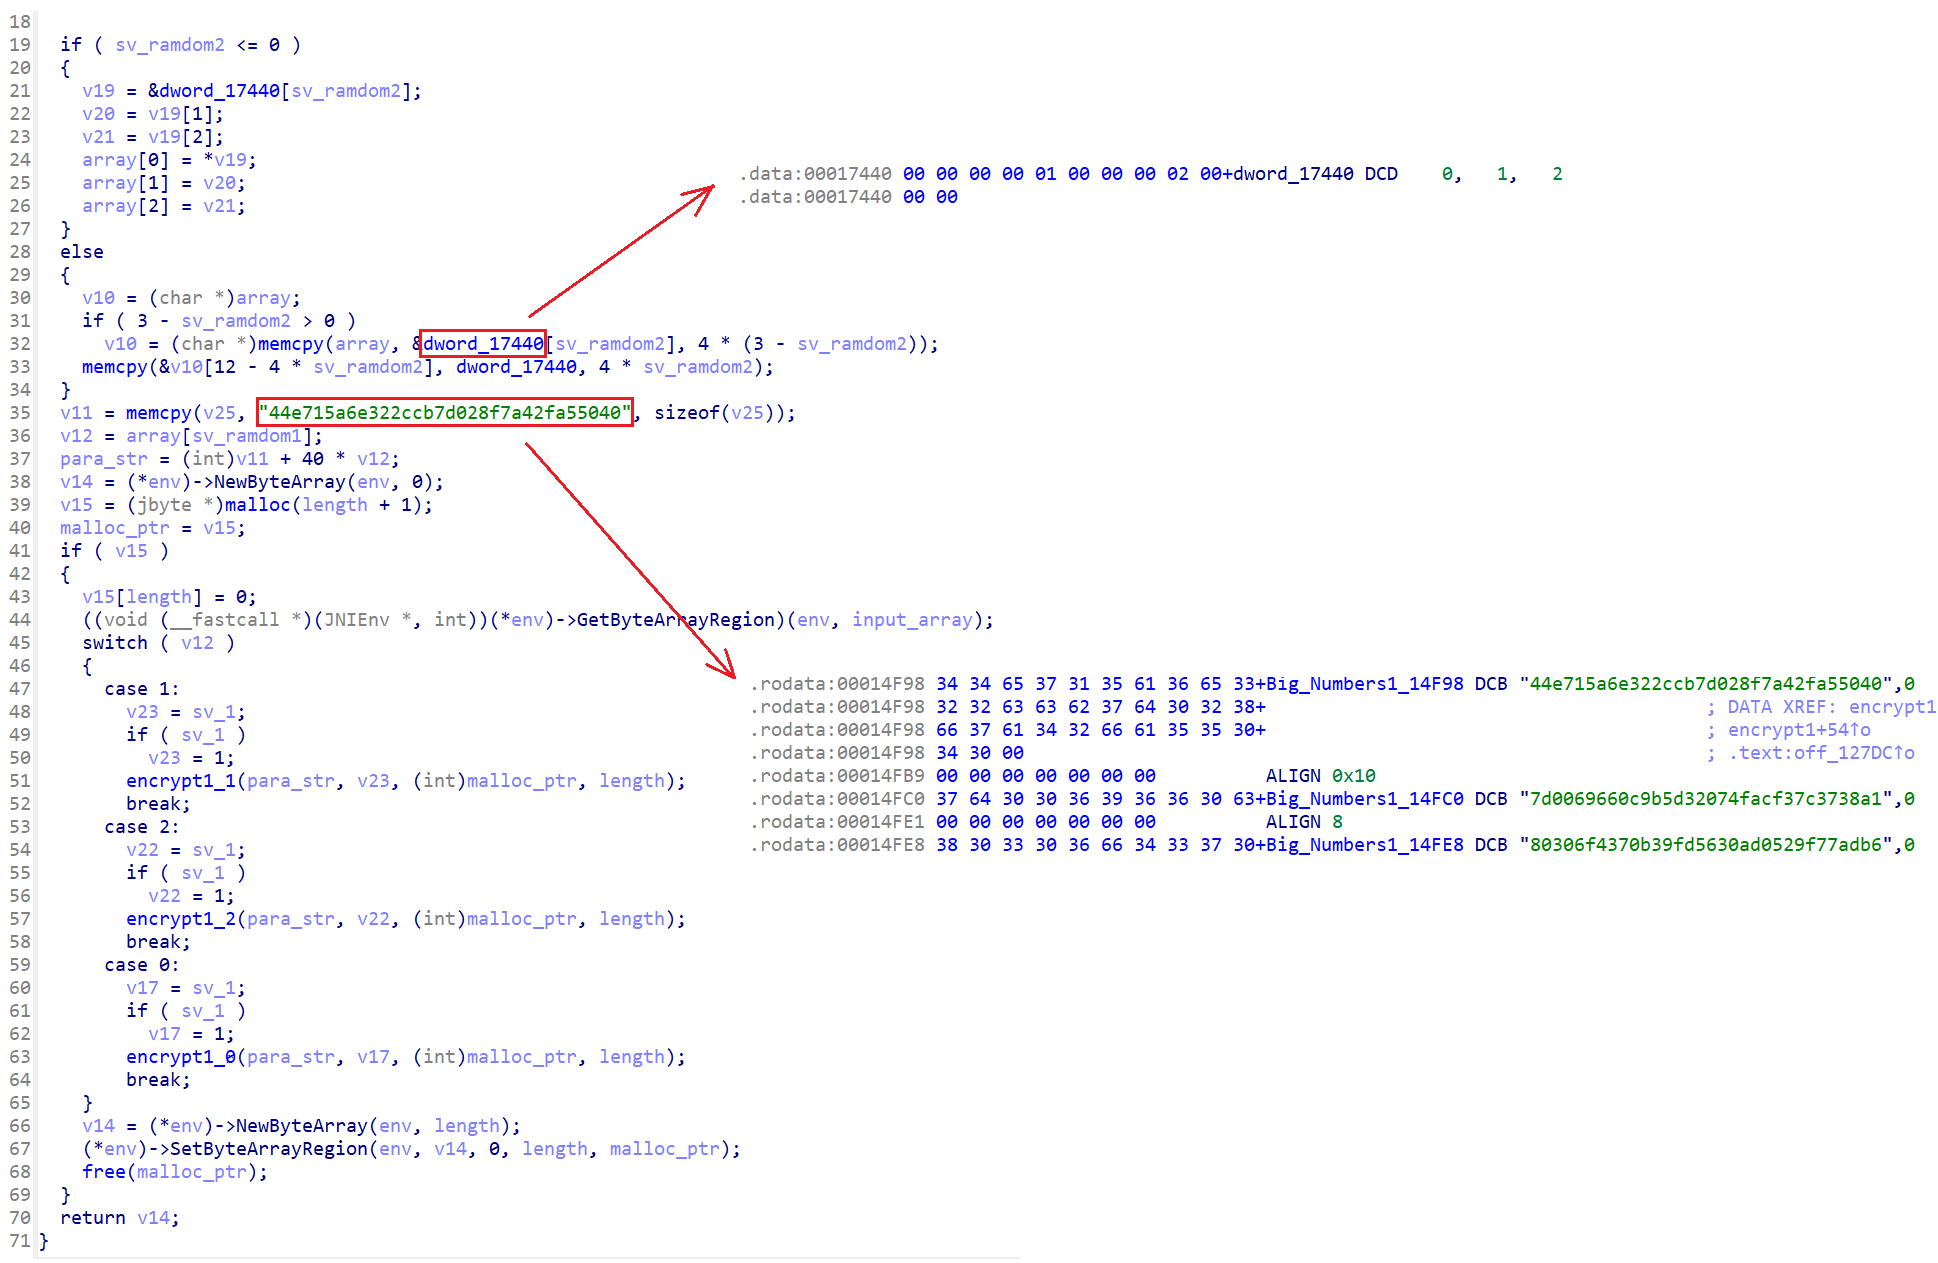 18
19 if ( sv_ramdom2 <= 0 )
20 {
21 v19 = &dword_17440[sv_ramdom2];
22 v20 = v19[1];
23 v21 = v19[2];
24 array[0] = *v19;
25 array[1] = v20;
26 array[2] = v21;
27 }
28 else
29 {
30 v10 = (char *)array;
31 if ( 3 - sv_ramdom2 > 0 )
32 v10 = (char *)memcpy(array, &dword_17440[sv_ramdom2], 4 * (3 - sv_ramdom2));
33 memcpy(&v10[12 - 4 * sv_ramdom2], dword_17440, 4 * sv_ramdom2);
34 }
35 v11 = memcpy(v25, "44e715a6e322ccb7d028f7a42fa55040", sizeof(v25));
36 v12 = array[sv_ramdom1];
37 para_str = (int)v11 + 40 * v12;
38 v14 = (*env)->NewByteArray(env, 0);
39 v15 = (jbyte *)malloc(length + 1);
40 malloc_ptr = v15;
41 if ( v15 )
42 {
43 v15[length] = 0;
44 ((void (__fastcall *)(JNIEnv *, int))(*env)->GetByteArrayRegion)(env, input_array);
45 switch ( v12 )
46 {
47 case 1:
48 v23 = sv_1;
49 if ( sv_1 )
50 v23 = 1;
51 encrypt1_1(para_str, v23, (int)malloc_ptr, length);
52 break;
53 case 2:
54 v22 = sv_1;
55 if ( sv_1 )
56 v22 = 1;
57 encrypt1_2(para_str, v22, (int)malloc_ptr, length);
58 break;
59 case 0:
60 v17 = sv_1;
61 if ( sv_1 )
62 v17 = 1;
63 encrypt1_0(para_str, v17, (int)malloc_ptr, length);
64 break;
65 }
66 v14 = (*env)->NewByteArray(env, length);
67 (*env)->SetByteArrayRegion(env, v14, 0, length, malloc_ptr);
68 free(malloc_ptr);
69 }
70 return v14;
71 }
.data:00017440 00 00 00 00 01 00 00 00 02 00+dword_17440 DCD 0, 1, 2
.data:00017440 00 00
.rodata:00014F98 34 34 65 37 31 35 61 36 65 33+Big_Numbers1_14F98 DCB "44e715a6e322ccb7d028f7a42fa55040",0
.rodata:00014F98 32 32 63 63 62 37 64 30 32 38+ ; DATA XREF: encrypt1
.rodata:00014F98 66 37 61 34 32 66 61 35 35 30+ ; encrypt1+54↑o
.rodata:00014F98 34 30 00 ; .text:off_127DC↑o
.rodata:00014FB9 00 00 00 00 00 00 00 ALIGN 0x10
.rodata:00014FC0 37 64 30 30 36 39 36 36 30 63+Big_Numbers1_14FC0 DCB "7d0069660c9b5d32074facf37c3738a1",0
.rodata:00014FE1 00 00 00 00 00 00 00 ALIGN 8
.rodata:00014FE8 38 30 33 30 36 66 34 33 37 30+Big_Numbers1_14FE8 DCB "80306f4370b39fd5630ad0529f77adb6",0